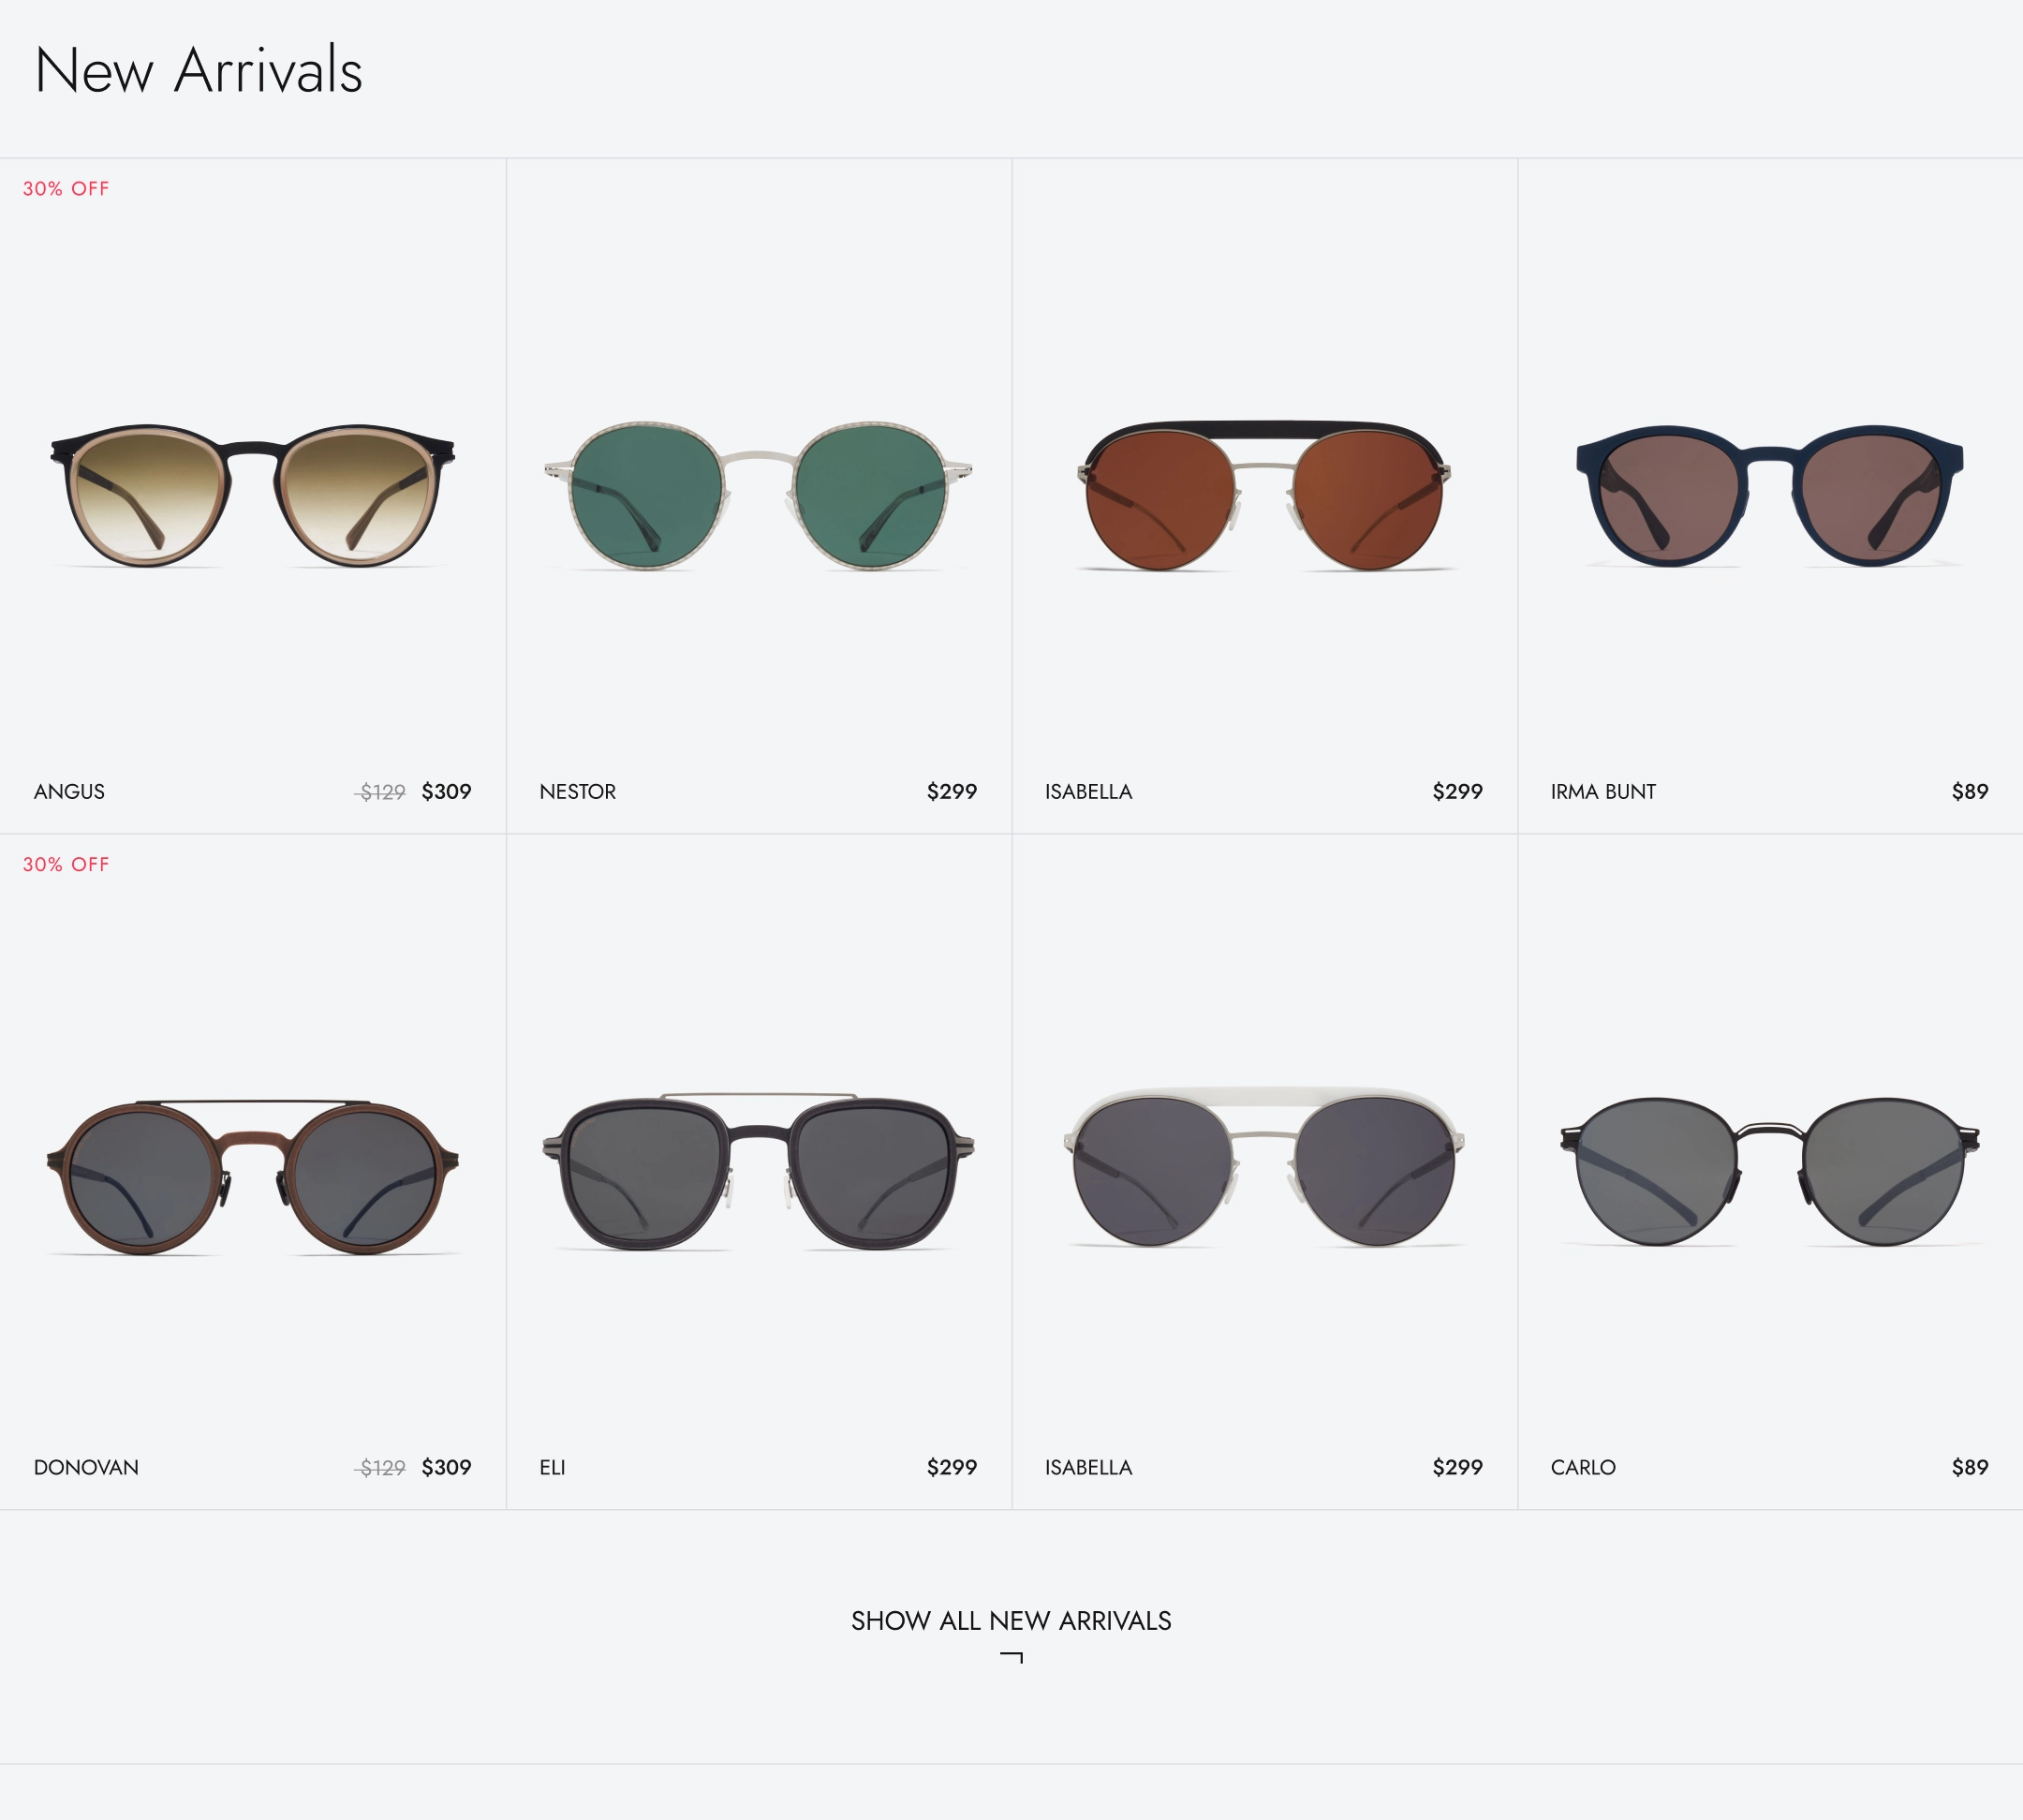 New Arrivals
30% OFF
ANGUS $129 $309
NESTOR $299
ISABELLA $299
IRMA BUNT $89
30% OFF
DONOVAN $129 $309
ELI $299
ISABELLA $299
CARLO $89
SHOW ALL NEW ARRIVALS